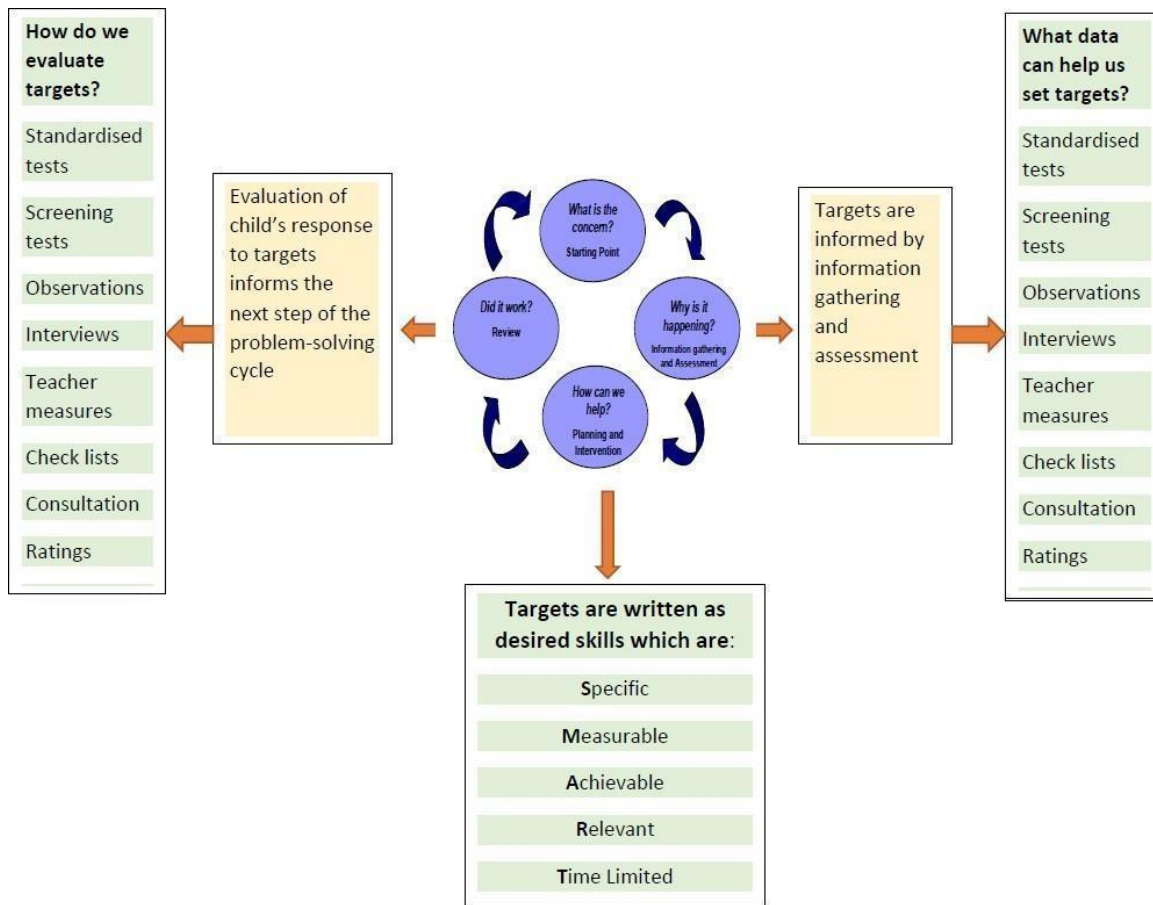 How do we
evaluate
targets?
Standardised
tests
Screening
tests
Observations
Interviews
Teacher
measures
Check lists
Consultation
Ratings
Evaluation of
child's response
to targets
informs the
next step of the
problem-solving
cycle
What is the
concern?
Starting Point
Why is it
happening?
Information gathering
and Assessment
How can we
help?
Planning and
Intervention
Did it work?
Review
Targets are
informed by
information
gathering
and
assessment
What data
can help us
set targets?
Standardised
tests
Screening
tests
Observations
Interviews
Teacher
measures
Check lists
Consultation
Ratings
Targets are written as
desired skills which are:
Specific
Measurable
Achievable
Relevant
Time Limited